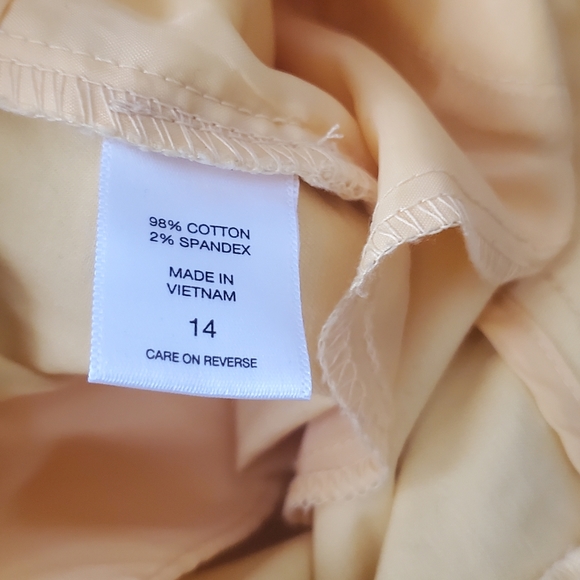 98% COTTON
2% SPANDEX
MADE IN
VIETNAM
14
CARE ON REVERSE